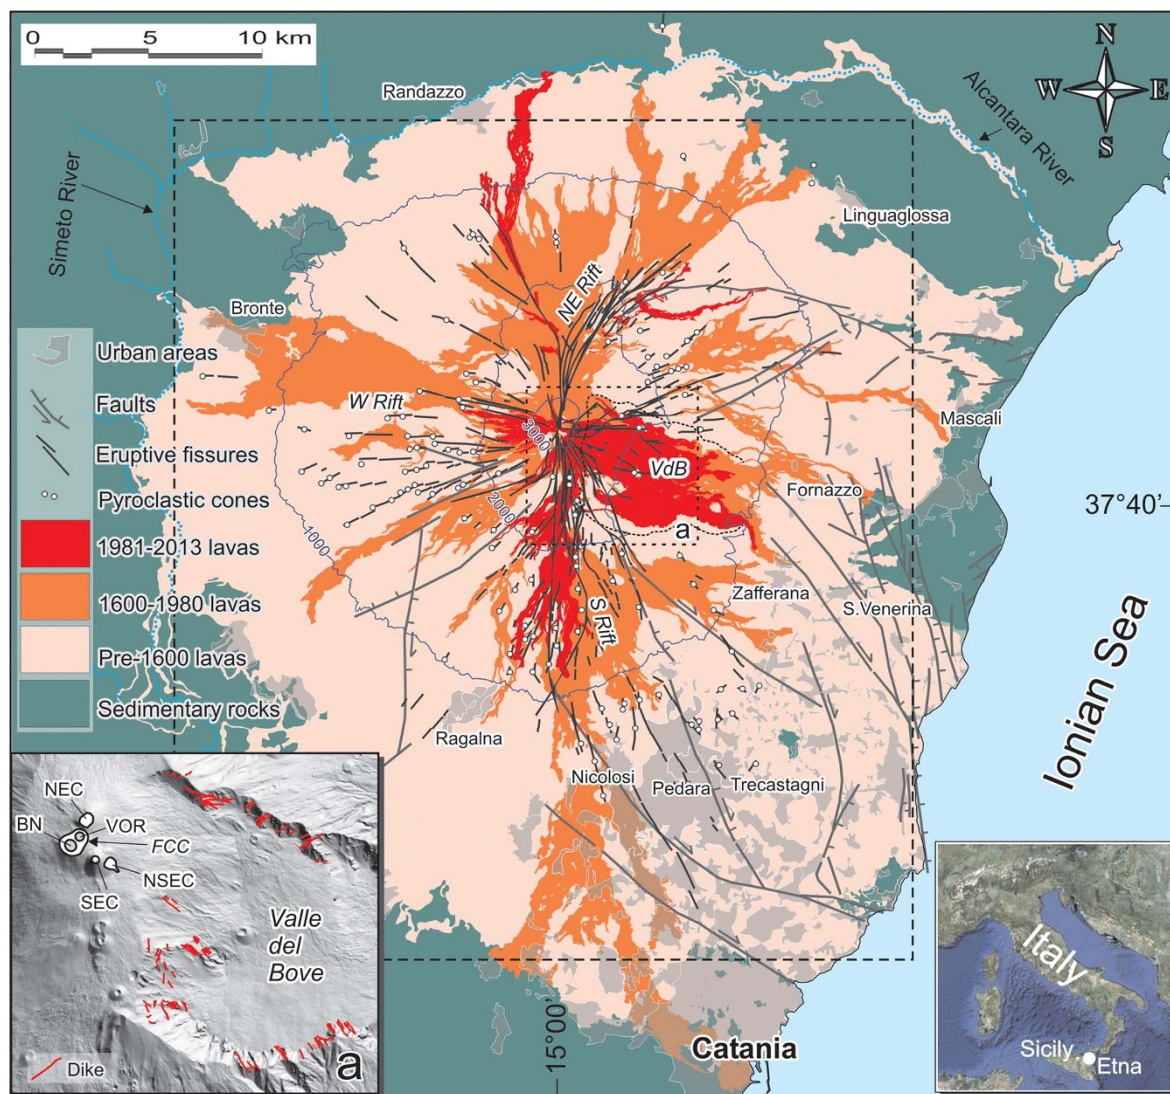 0 5 10 km
N
W E
S
Randazzo
Alcantara River
Simeto River
Linguaglossa
NE Rift
Bronte
Urban areas
Faults
Eruptive fissures
Pyroclastic cones
1981-2013 lavas
1600-1980 lavas
Pre-1600 lavas
Sedimentary rocks
W Rift
3000
2000
1000
Mascali
VdB
Fornazzo
37°40'
a
Zafferana
S.Venerina
S Rift
Ionian Sea
Ragalna
Nicolosi
Pedara
Trecastagni
NEC
BN
VOR
FCC
NSEC
SEC
Valle
del
Bove
Dike
a
15°00'
Catania
Italy
Sicily
Etna